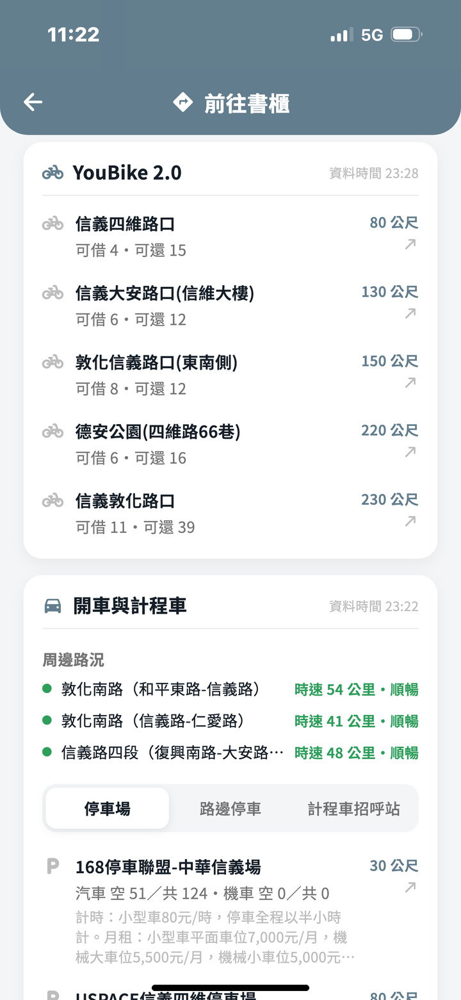 11:22
5G
前往書櫃
YouBike 2.0
資料時間 23:28
信義四維路口
80 公尺
可借 4・可還 15
信義大安路口(信維大樓)
130 公尺
可借 6・可還 12
敦化信義路口(東南側)
150 公尺
可借 8・可還 12
德安公園(四維路66巷)
220 公尺
可借 6・可還 16
信義敦化路口
230 公尺
可借 11・可還 39
開車與計程車
資料時間 23:22
周邊路況
敦化南路（和平東路-信義路）
時速 54 公里・順暢
敦化南路（信義路-仁愛路）
時速 41 公里・順暢
信義路四段（復興南路-大安路…
時速 48 公里・順暢
停車場
路邊停車
計程車招呼站
P
168停車聯盟-中華信義場
30 公尺
汽車 空 51／共 124・機車 空 0／共 0
計時：小型車80元/時，停車全程以半小時
計。月租：小型車平面車位7,000元/月，機
械大車位5,500元/月，機械小車位5,000元…
P
USPACE信義四維停車場
80 公尺